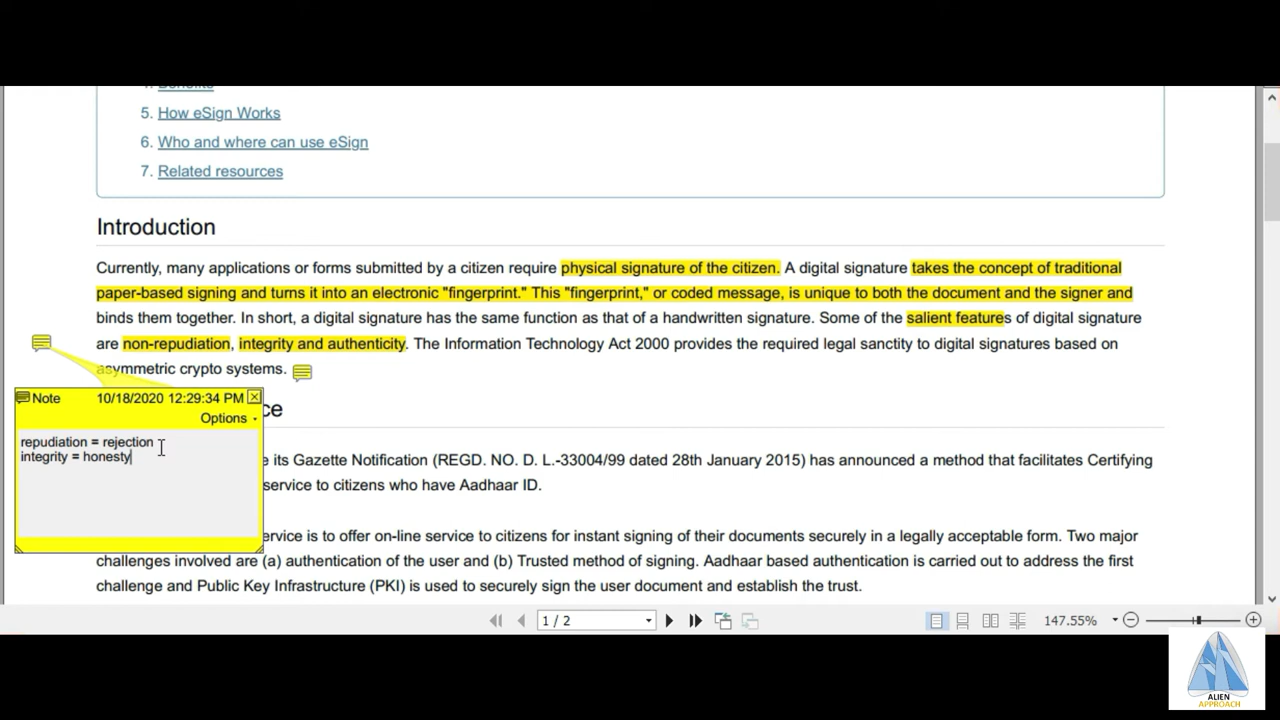 4. Benefits
5. How eSign Works
6. Who and where can use eSign
7. Related resources
Introduction
Currently, many applications or forms submitted by a citizen require physical signature of the citizen. A digital signature takes the concept of traditional
paper-based signing and turns it into an electronic "fingerprint." This "fingerprint," or coded message, is unique to both the document and the signer and
binds them together. In short, a digital signature has the same function as that of a handwritten signature. Some of the salient features of digital signature
are non-repudiation, integrity and authenticity. The Information Technology Act 2000 provides the required legal sanctity to digital signatures based on
asymmetric crypto systems.
Note 10/18/2020 12:29:34 PM
Options
repudiation = rejection
integrity = honesty
ce
e its Gazette Notification (REGD. NO. D. L.-33004/99 dated 28th January 2015) has announced a method that facilitates Certifying
service to citizens who have Aadhaar ID.
ervice is to offer on-line service to citizens for instant signing of their documents securely in a legally acceptable form. Two major
challenges involved are (a) authentication of the user and (b) Trusted method of signing. Aadhaar based authentication is carried out to address the first
challenge and Public Key Infrastructure (PKI) is used to securely sign the user document and establish the trust.
1 / 2
147.55%
ALIEN
APPROACH